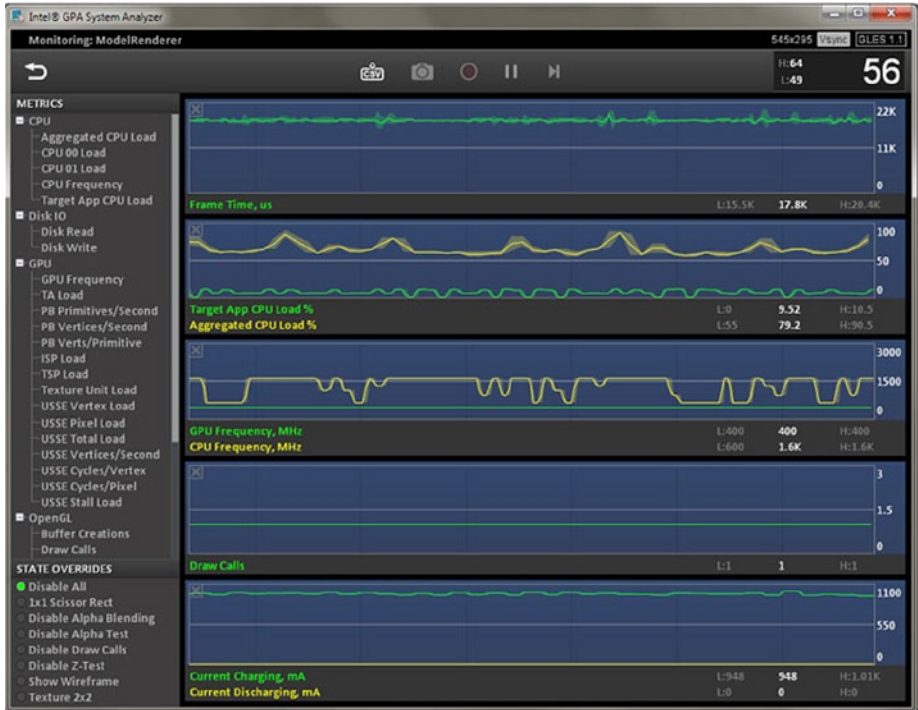 Intel® GPA System Analyzer
Monitoring: ModelRenderer 545x295 Vsync GLES 1.1
CSV H:64 L:49 56
METRICS
CPU
Aggregated CPU Load
CPU 00 Load
CPU 01 Load
CPU Frequency
Target App CPU Load
Disk IO
Disk Read
Disk Write
GPU
GPU Frequency
TA Load
PB Primitives/Second
PB Vertices/Second
PB Verts/Primitive
ISP Load
TSP Load
Texture Unit Load
USSE Vertex Load
USSE Pixel Load
USSE Total Load
USSE Vertices/Second
USSE Cycles/Vertex
USSE Cycles/Pixel
USSE Stall Load
OpenGL
Buffer Creations
Draw Calls
STATE OVERRIDES
Disable All
1x1 Scissor Rect
Disable Alpha Blending
Disable Alpha Test
Disable Draw Calls
Disable Z-Test
Show Wireframe
Texture 2x2
22K
11K
0
Frame Time, us L:15.5K 17.8K H:20.4K
100
50
0
Target App CPU Load % L:0 9.52 H:10.5
Aggregated CPU Load % L:55 79.2 H:90.5
3000
1500
0
GPU Frequency, MHz L:400 400 H:400
CPU Frequency, MHz L:600 1.6K H:1.6K
3
1.5
0
Draw Calls L:1 1 H:1
1100
550
0
Current Charging, mA L:948 948 H:1.01K
Current Discharging, mA L:0 0 H:0